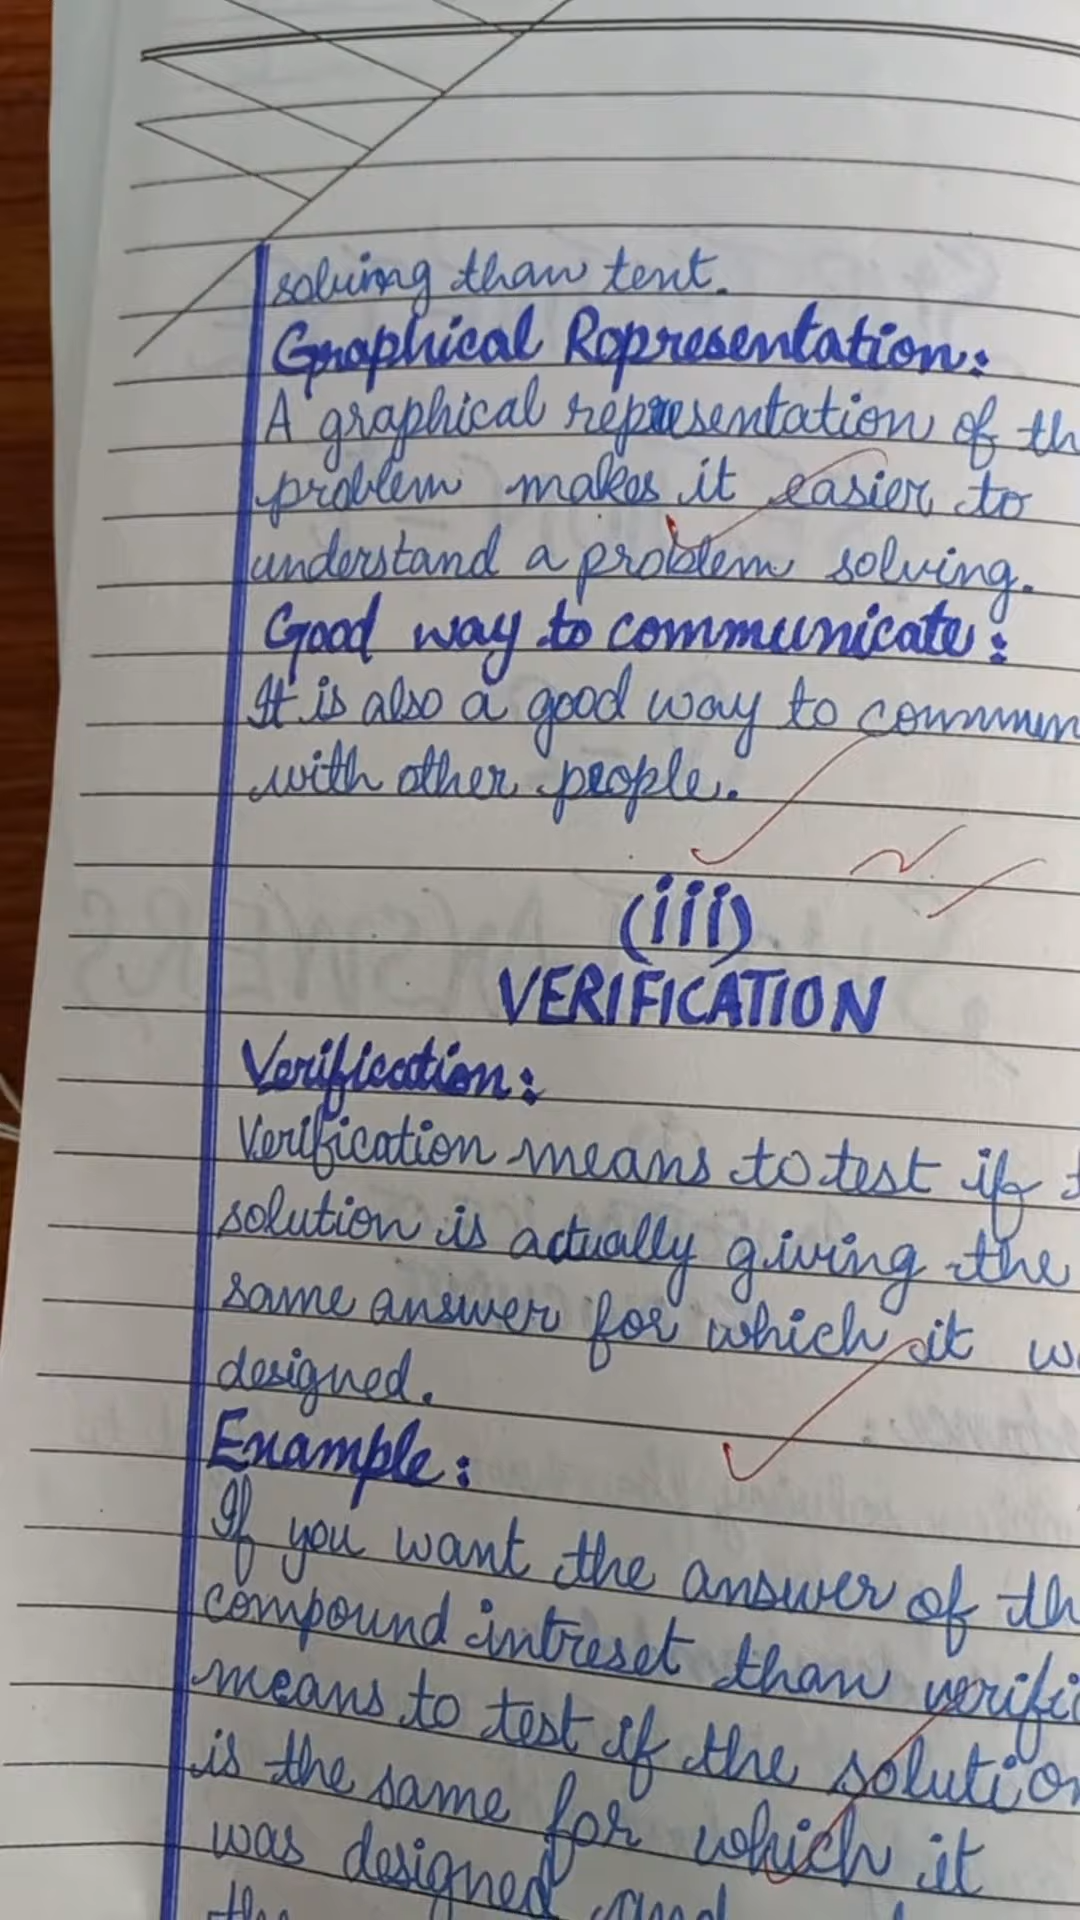 solving than text.
Graphical Ropresentation:
A graphical representation of th
problem makes it easier to
understand a problem solving.
Good way to communicate:
It is also a good way to commun
with other people.
(iii)
VERIFICATION
Verification:
Verification means to test if t
solution is actually giving the
same answer for which it w
designed.
Example:
If you want the answer of th
compound intreset than verifi
means to test if the solution
is the same for which it
was designed and
the